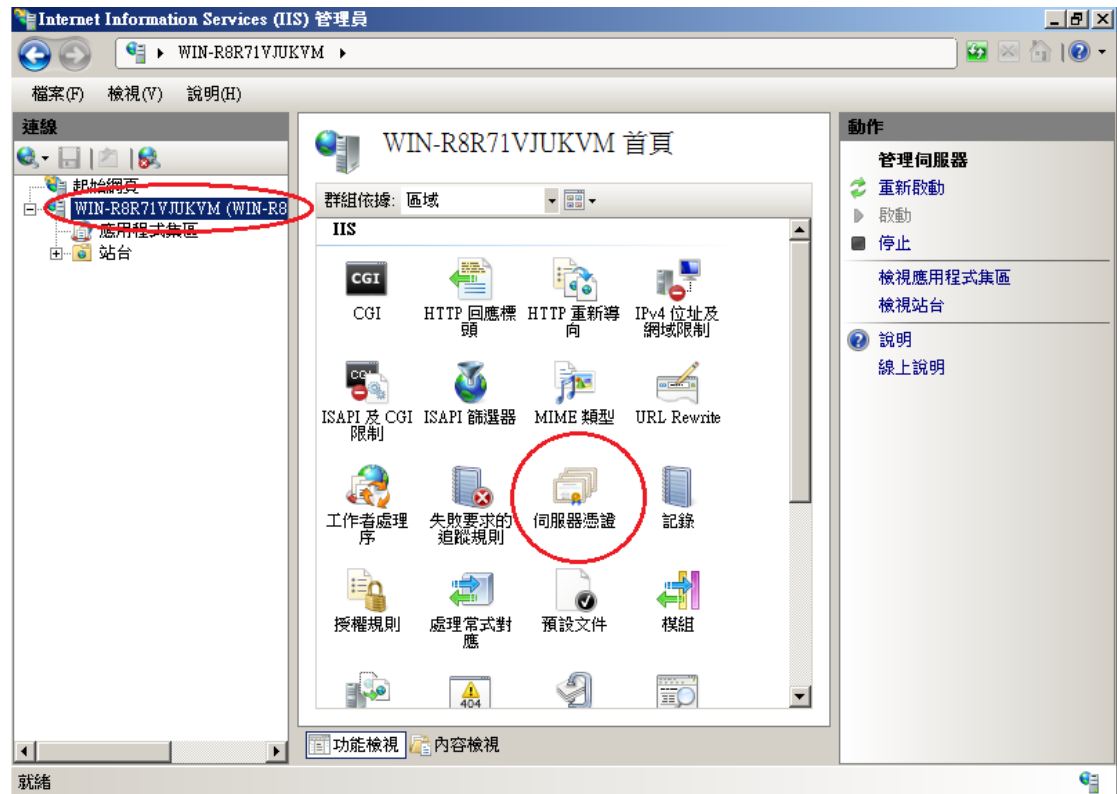 Internet Information Services (IIS) 管理員
WIN-R8R71VJUKVM
檔案(F) 檢視(V) 說明(H)
連線
起始網頁
WIN-R8R71VJUKVM (WIN-R8
應用程式集區
站台
WIN-R8R71VJUKVM 首頁
群組依據: 區域
IIS
CGI
CGI
HTTP 回應標
頭
HTTP 重新導
向
IPv4 位址及
網域限制
ISAPI 及 CGI
限制
ISAPI 篩選器
MIME 類型
URL Rewrite
工作者處理
序
失敗要求的
追蹤規則
伺服器憑證
記錄
授權規則
處理常式對
應
預設文件
模組
404
功能檢視
內容檢視
動作
管理伺服器
重新啟動
啟動
停止
檢視應用程式集區
檢視站台
說明
線上說明
就緒